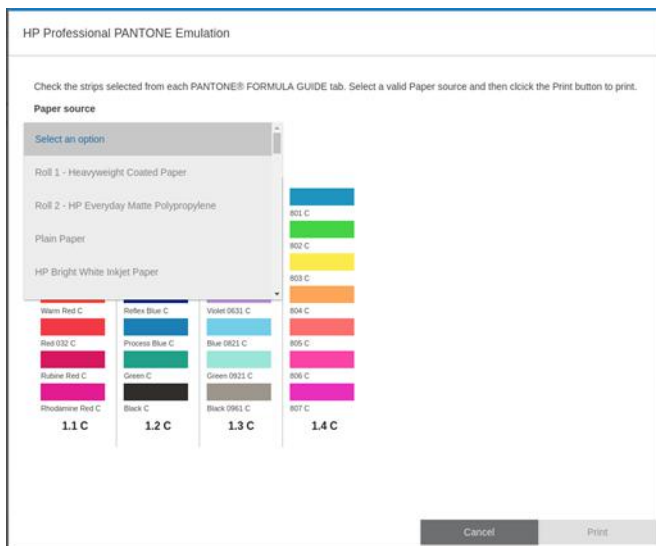 HP Professional PANTONE Emulation
Check the strips selected from each PANTONE® FORMULA GUIDE tab. Select a valid Paper source and then clcick the Print button to print.
Paper source
Select an option
Roll 1 - Heavyweight Coated Paper
Roll 2 - HP Everyday Matte Polypropylene
Plain Paper
HP Bright White Inkjet Paper
801 C
802 C
803 C
Warm Red C Reflex Blue C Violet 0631 C 804 C
Red 032 C Process Blue C Blue 0821 C 805 C
Rubine Red C Green C Green 0921 C 806 C
Rhodamine Red C Black C Black 0961 C 807 C
1.1 C 1.2 C 1.3 C 1.4 C
Cancel Print